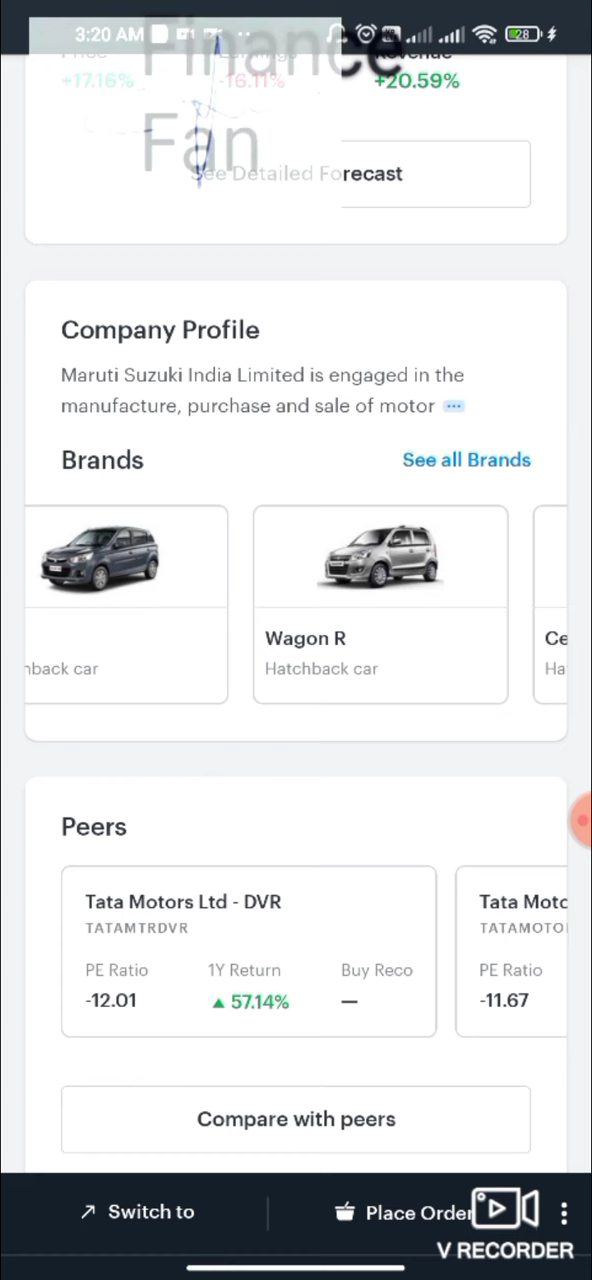 3:20 AM
28
Finance
Fan
Revenue
+17.16%
-16.11%
+20.59%
See Detailed Forecast
Company Profile
Maruti Suzuki India Limited is engaged in the
manufacture, purchase and sale of motor ...
Brands
See all Brands
hback car
Wagon R
Hatchback car
Ce
Ha
Peers
Tata Motors Ltd - DVR
TATAMTRDVR
PE Ratio
1Y Return
Buy Reco
-12.01
57.14%
—
Tata Moto
TATAMOTO
PE Ratio
-11.67
Compare with peers
Switch to
Place Order
V RECORDER